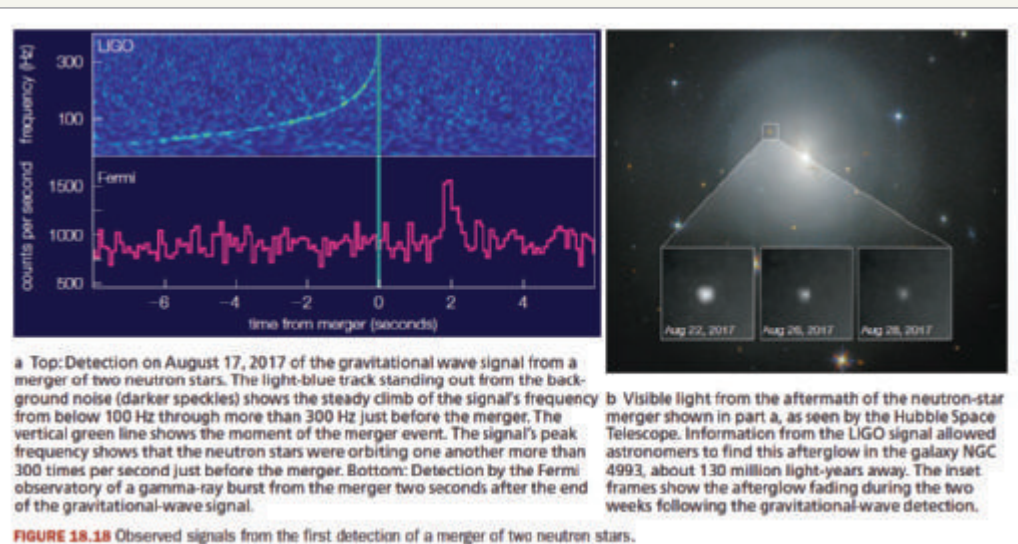 LIGO
frequency (Hz)
300
100
Fermi
counts per second
1500
1000
500
−6 −4 −2 0 2 4
time from merger (seconds)
a Top: Detection on August 17, 2017 of the gravitational wave signal from a
merger of two neutron stars. The light-blue track standing out from the back-
ground noise (darker speckles) shows the steady climb of the signal's frequency
from below 100 Hz through more than 300 Hz just before the merger. The
vertical green line shows the moment of the merger event. The signal's peak
frequency shows that the neutron stars were orbiting one another more than
300 times per second just before the merger. Bottom: Detection by the Fermi
observatory of a gamma-ray burst from the merger two seconds after the end
of the gravitational-wave signal.
Aug 22, 2017
Aug 26, 2017
Aug 28, 2017
b Visible light from the aftermath of the neutron-star
merger shown in part a, as seen by the Hubble Space
Telescope. Information from the LIGO signal allowed
astronomers to find this afterglow in the galaxy NGC
4993, about 130 million light-years away. The inset
frames show the afterglow fading during the two
weeks following the gravitational-wave detection.
FIGURE 18.18 Observed signals from the first detection of a merger of two neutron stars.